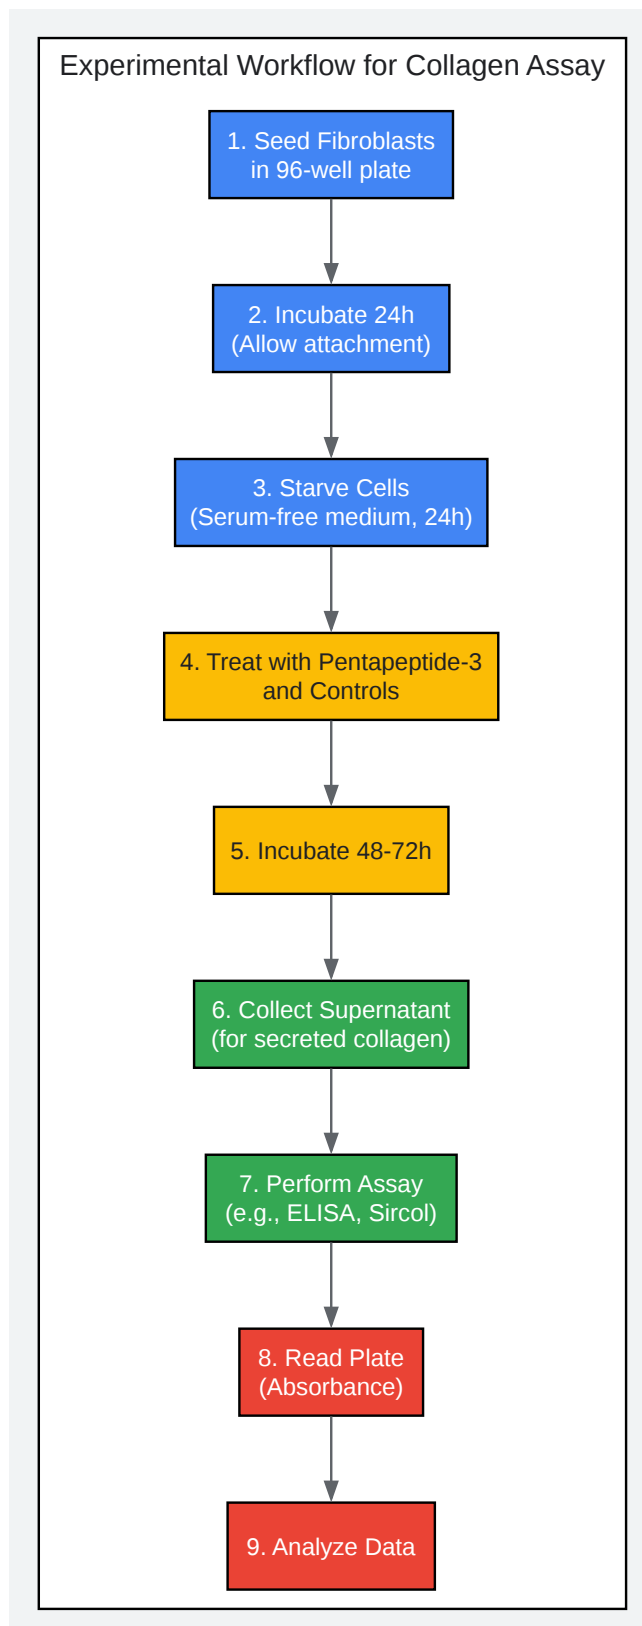 Experimental Workflow for Collagen Assay
1. Seed Fibroblasts
in 96-well plate
2. Incubate 24h
(Allow attachment)
3. Starve Cells
(Serum-free medium, 24h)
4. Treat with Pentapeptide-3
and Controls
5. Incubate 48-72h
6. Collect Supernatant
(for secreted collagen)
7. Perform Assay
(e.g., ELISA, Sircol)
8. Read Plate
(Absorbance)
9. Analyze Data